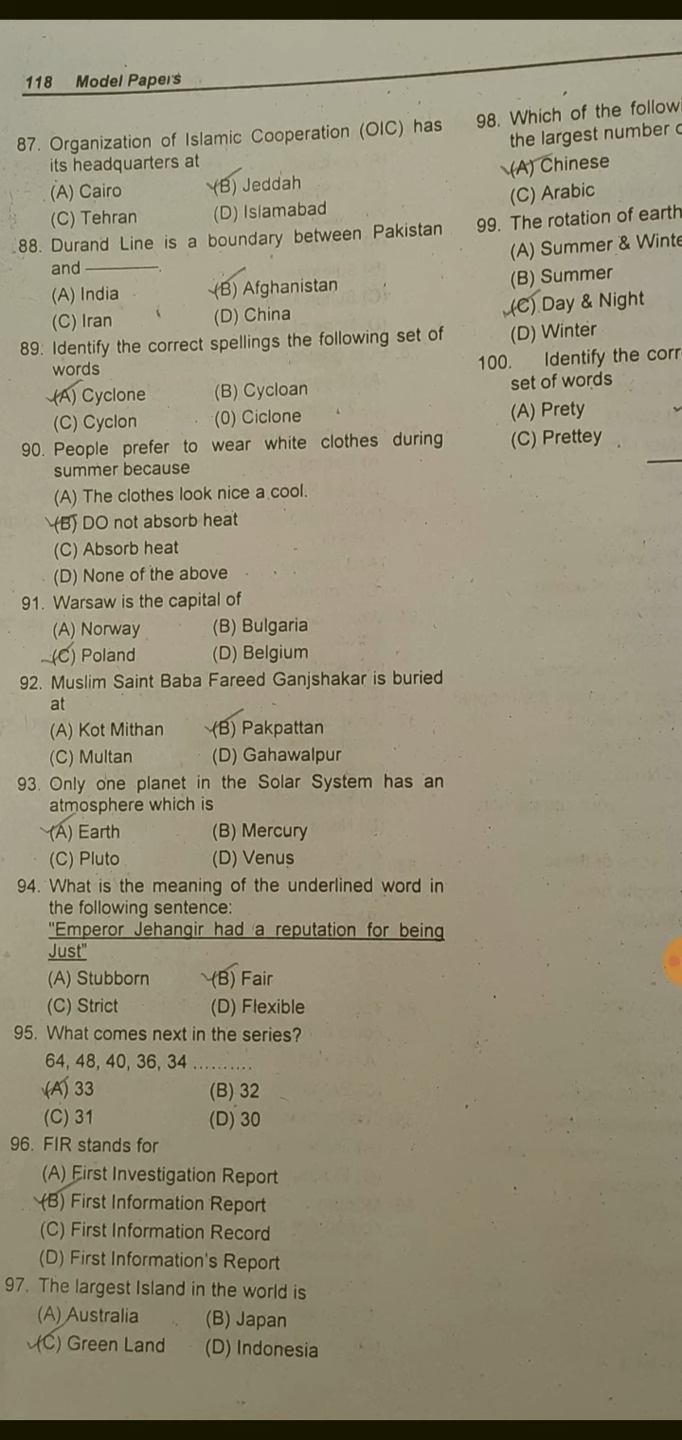 118 Model Papers
87. Organization of Islamic Cooperation (OIC) has
its headquarters at
(A) Cairo (B) Jeddah
(C) Tehran (D) Islamabad
88. Durand Line is a boundary between Pakistan
and ________.
(A) India (B) Afghanistan
(C) Iran (D) China
89. Identify the correct spellings the following set of
words
(A) Cyclone (B) Cycloan
(C) Cyclon (0) Ciclone
90. People prefer to wear white clothes during
summer because
(A) The clothes look nice a cool.
(B) DO not absorb heat
(C) Absorb heat
(D) None of the above
91. Warsaw is the capital of
(A) Norway (B) Bulgaria
(C) Poland (D) Belgium
92. Muslim Saint Baba Fareed Ganjshakar is buried
at
(A) Kot Mithan (B) Pakpattan
(C) Multan (D) Gahawalpur
93. Only one planet in the Solar System has an
atmosphere which is
(A) Earth (B) Mercury
(C) Pluto (D) Venus
94. What is the meaning of the underlined word in
the following sentence:
"Emperor Jehangir had a reputation for being
Just"
(A) Stubborn (B) Fair
(C) Strict (D) Flexible
95. What comes next in the series?
64, 48, 40, 36, 34 ..........
(A) 33 (B) 32
(C) 31 (D) 30
96. FIR stands for
(A) First Investigation Report
(B) First Information Report
(C) First Information Record
(D) First Information's Report
97. The largest Island in the world is
(A) Australia (B) Japan
(C) Green Land (D) Indonesia
98. Which of the
the largest number
(A) Chinese
(C) Arabic
99. The rotation of earth
(A) Summer &
(B) Summer
(C) Day & Night
(D) Winter
100. Identify the
set of words
(A) Prety
(C) Prettey